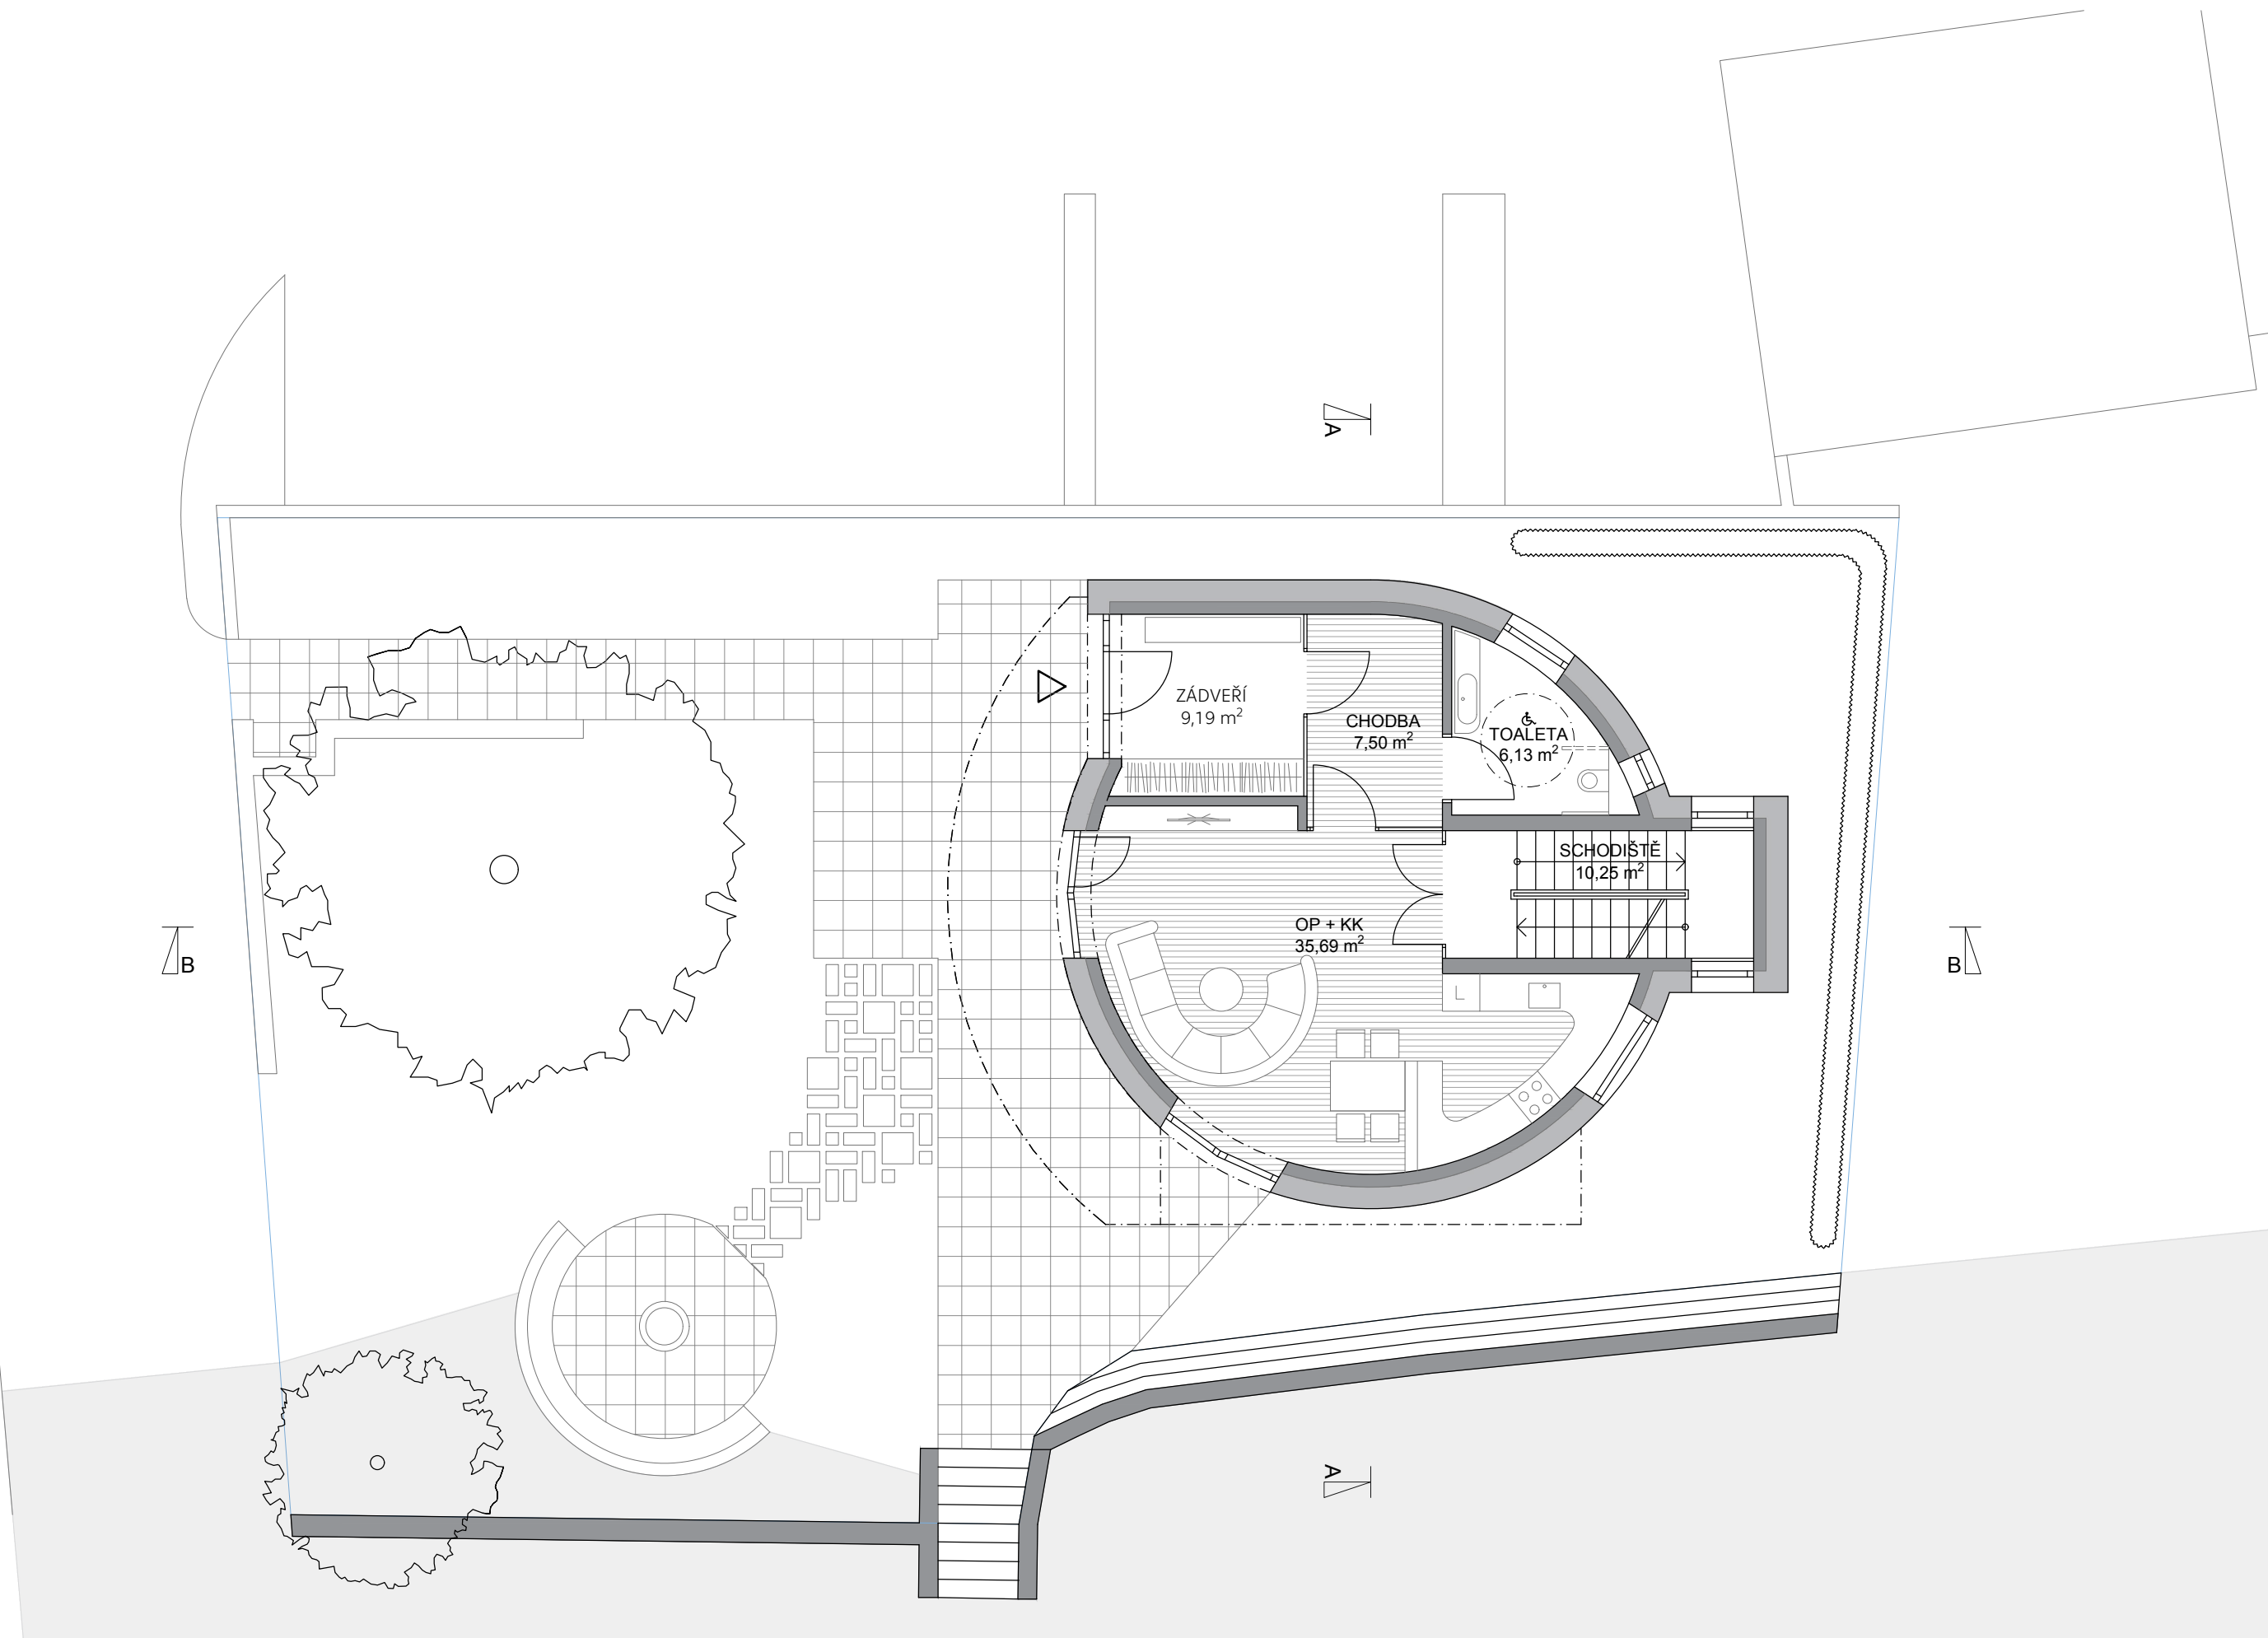 A
ZÁDVEŘÍ
9,19 m²
CHODBA
7,50 m²
TOALETA
6,13 m²
SCHODIŠTĚ
10,25 m²
OP + KK
35,69 m²
L
B
B
A